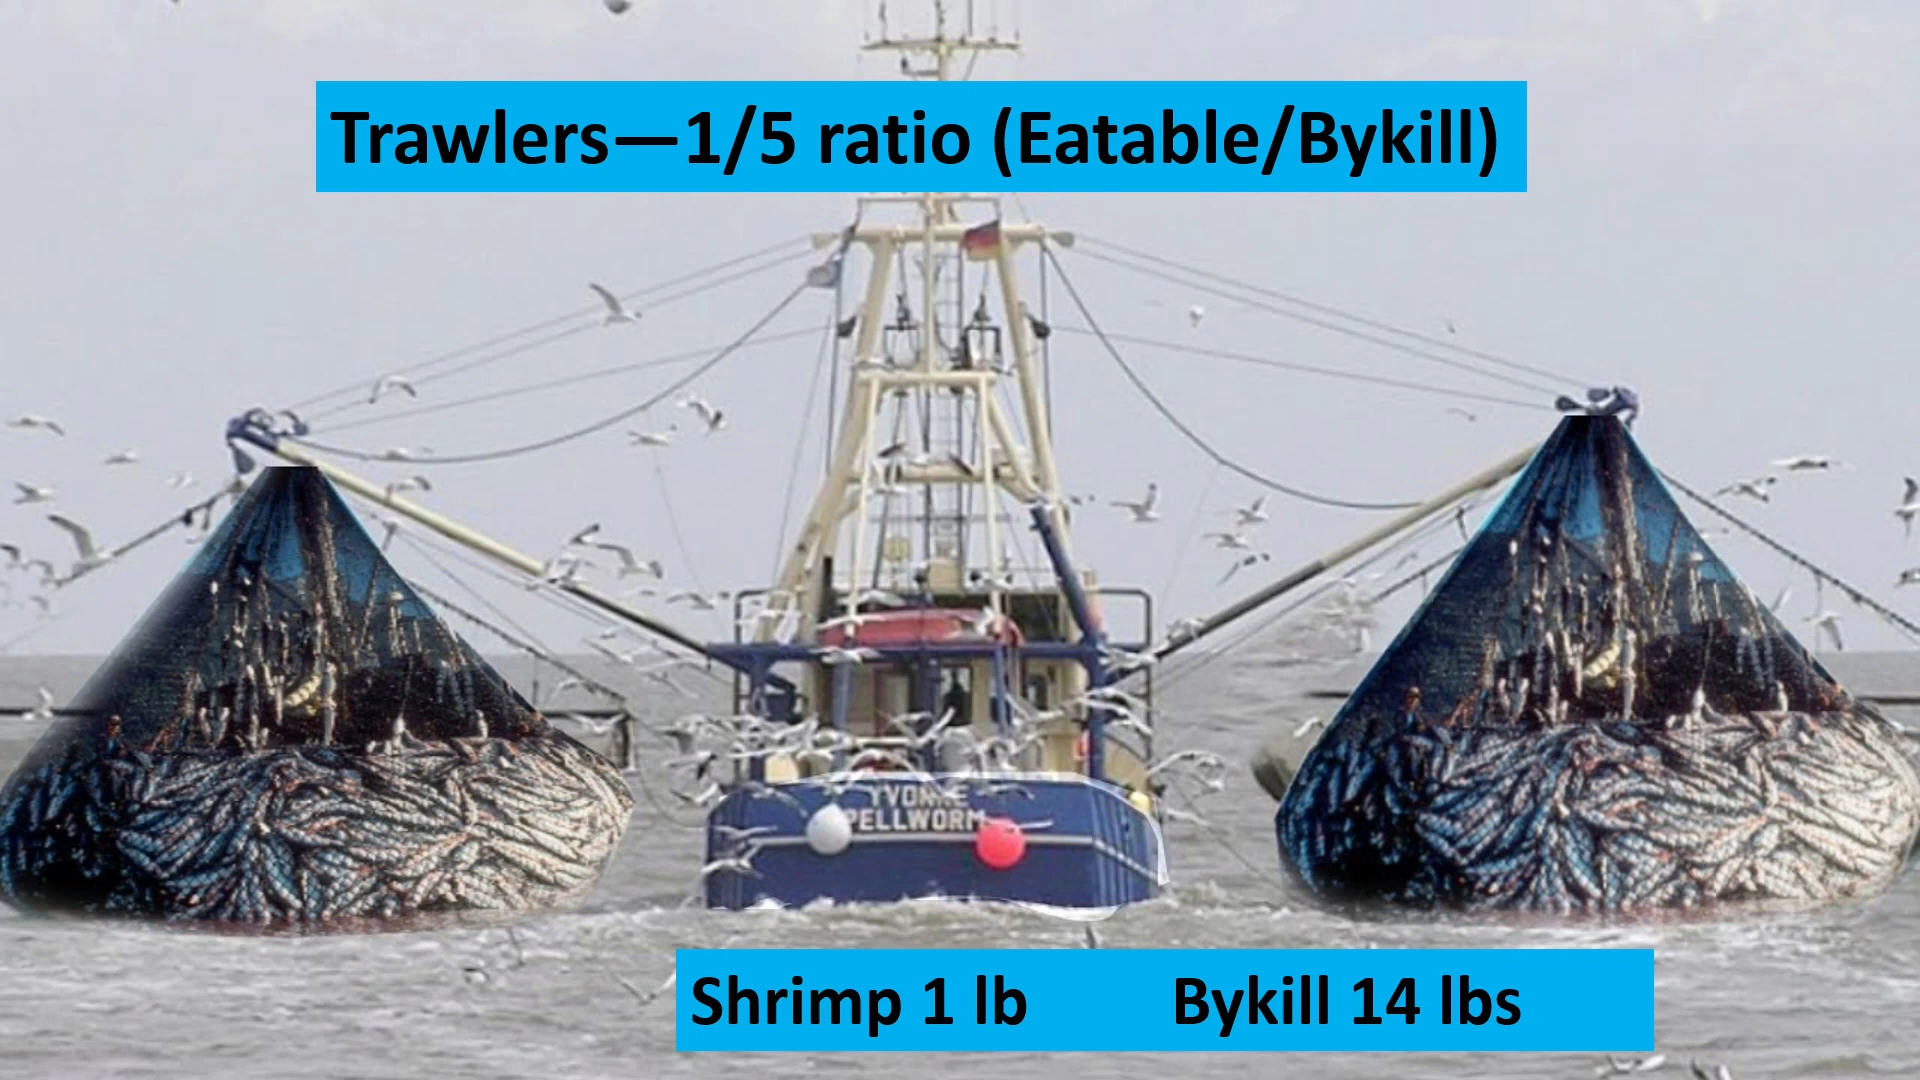 Trawlers—1/5 ratio (Eatable/Bykill)
YVONNE
PELLWORM
Shrimp 1 lb Bykill 14 lbs